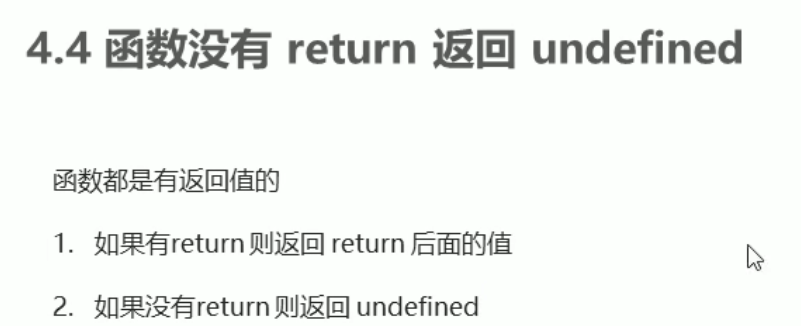 4.4 函数没有 return 返回 undefined
函数都是有返回值的
1. 如果有return 则返回 return 后面的值
2. 如果没有return 则返回 undefined